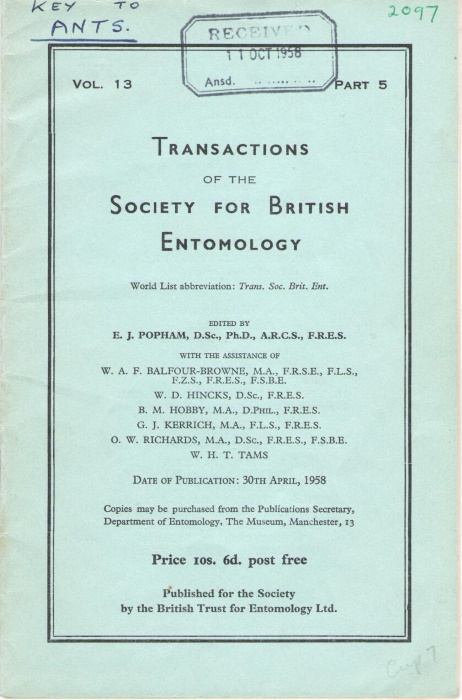 KEY TO
ANTS.
2097
RECEIVED
11 OCT 1958
Ansd. ..............
VOL. 13
PART 5
TRANSACTIONS
OF THE
SOCIETY FOR BRITISH
ENTOMOLOGY
World List abbreviation: Trans. Soc. Brit. Ent.
EDITED BY
E. J. POPHAM, D.Sc., Ph.D., A.R.C.S., F.R.E.S.
WITH THE ASSISTANCE OF
W. A. F. BALFOUR-BROWNE, M.A., F.R.S.E., F.L.S.,
F.Z.S., F.R.E.S., F.S.B.E.
W. D. HINCKS, D.Sc., F.R.E.S.
B. M. HOBBY, M.A., D.PHIL., F.R.E.S.
G. J. KERRICH, M.A., F.L.S., F.R.E.S.
O. W. RICHARDS, M.A., D.Sc., F.R.E.S., F.S.B.E.
W. H. T. TAMS
DATE OF PUBLICATION: 30TH APRIL, 1958
Copies may be purchased from the Publications Secretary,
Department of Entomology, The Museum, Manchester, 13
Price 10s. 6d. post free
Published for the Society
by the British Trust for Entomology Ltd.